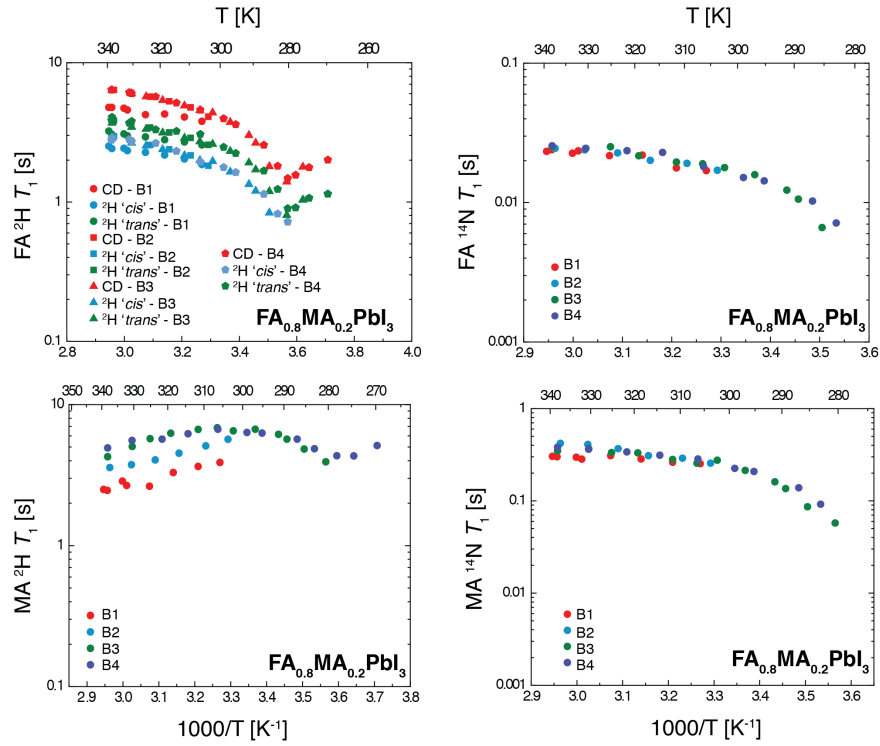 T [K]
340 320 300 280 260
10
1
0.1
FA ²H T₁ [s]
CD - B1
²H 'cis' - B1
²H 'trans' - B1
CD - B2
²H 'cis' - B2
²H 'trans' - B2
CD - B3
²H 'cis' - B3
²H 'trans' - B3
CD - B4
²H 'cis' - B4
²H 'trans' - B4
FA₀.₈MA₀.₂PbI₃
2.8 3.0 3.2 3.4 3.6 3.8 4.0
T [K]
340 330 320 310 300 290 280
0.1
0.01
0.001
FA ¹⁴N T₁ [s]
B1
B2
B3
B4
FA₀.₈MA₀.₂PbI₃
2.9 3.0 3.1 3.2 3.3 3.4 3.5 3.6
350 340 330 320 310 300 290 280 270
10
1
0.1
MA ²H T₁ [s]
B1
B2
B3
B4
FA₀.₈MA₀.₂PbI₃
2.9 3.0 3.1 3.2 3.3 3.4 3.5 3.6 3.7 3.8
1000/T [K⁻¹]
340 330 320 310 300 290 280
1
0.1
0.01
0.001
MA ¹⁴N T₁ [s]
B1
B2
B3
B4
FA₀.₈MA₀.₂PbI₃
2.9 3.0 3.1 3.2 3.3 3.4 3.5 3.6
1000/T [K⁻¹]